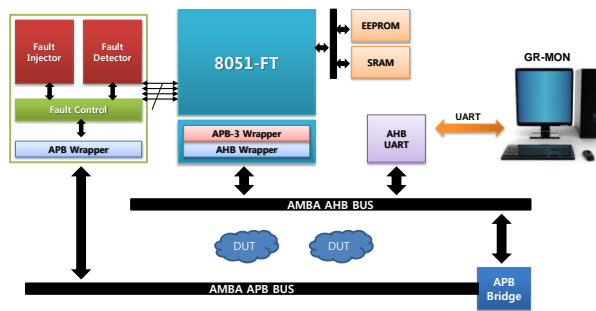 Fault
Injector
Fault
Detector
Fault Control
APB Wrapper
8051-FT
APB-3 Wrapper
AHB Wrapper
EEPROM
SRAM
AHB
UART
UART
GR-MON
AMBA AHB BUS
DUT
DUT
AMBA APB BUS
APB
Bridge